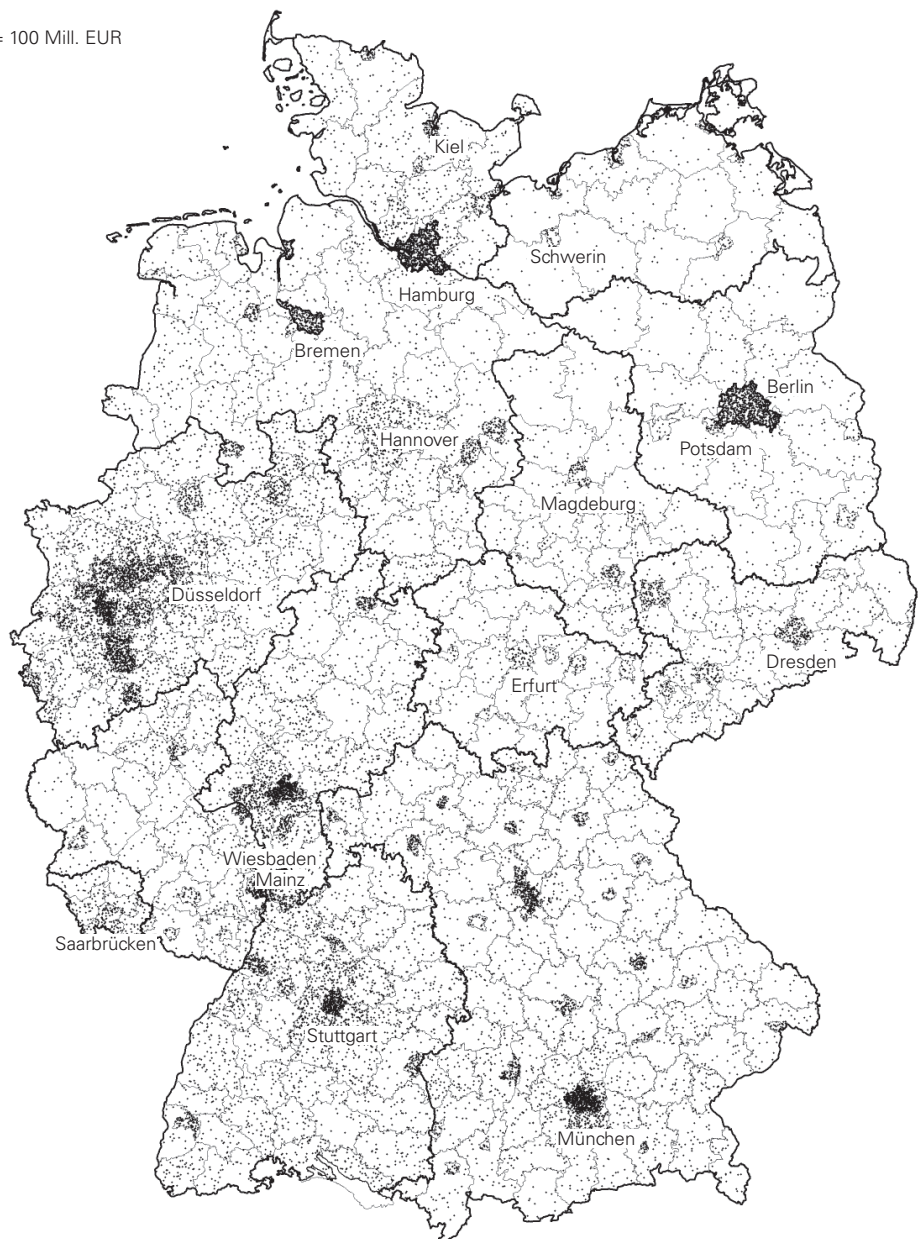 = 100 Mill. EUR
Kiel
Schwerin
Hamburg
Bremen
Berlin
Hannover
Potsdam
Magdeburg
Düsseldorf
Dresden
Erfurt
Wiesbaden
Mainz
Saarbrücken
Stuttgart
München